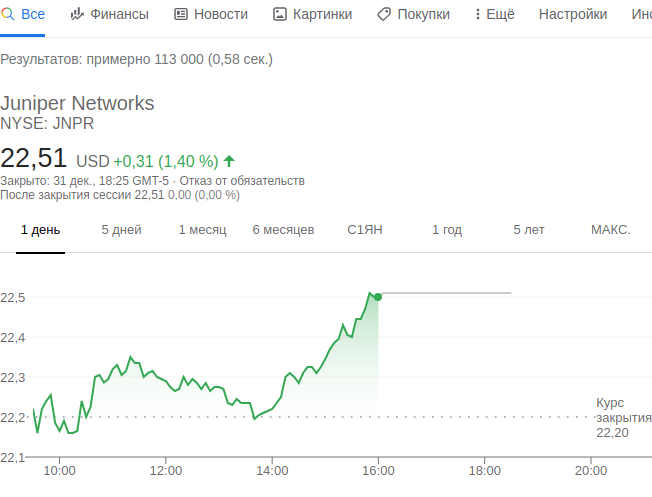 Все Финансы Новости Картинки Покупки Ещё Настройки Инс
Результатов: примерно 113 000 (0,58 сек.)
Juniper Networks
NYSE: JNPR
22,51 USD +0,31 (1,40 %)
Закрыто: 31 дек., 18:25 GMT-5 · Отказ от обязательств
После закрытия сессии 22,51 0,00 (0,00 %)
1 день 5 дней 1 месяц 6 месяцев С1ЯН 1 год 5 лет МАКС.
22,5
22,4
22,3
22,2
Курс
закрытия
22,20
22,1
10:00 12:00 14:00 16:00 18:00 20:00